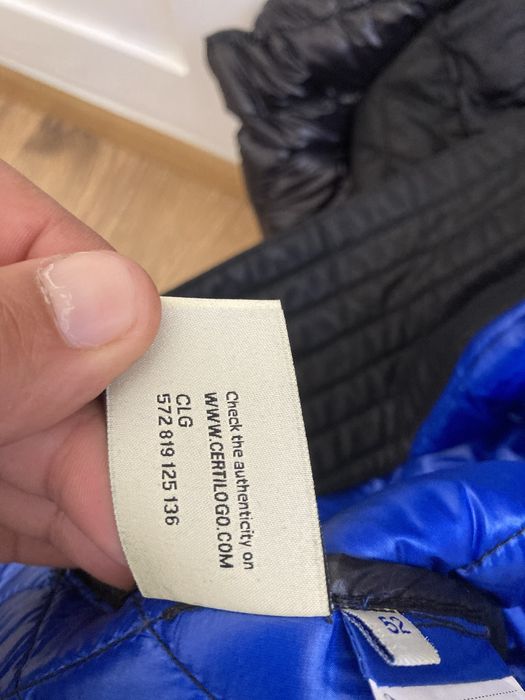 Check the authenticity on
WWW.CERTILOGO.COM
CLG
572 819 125 136
52